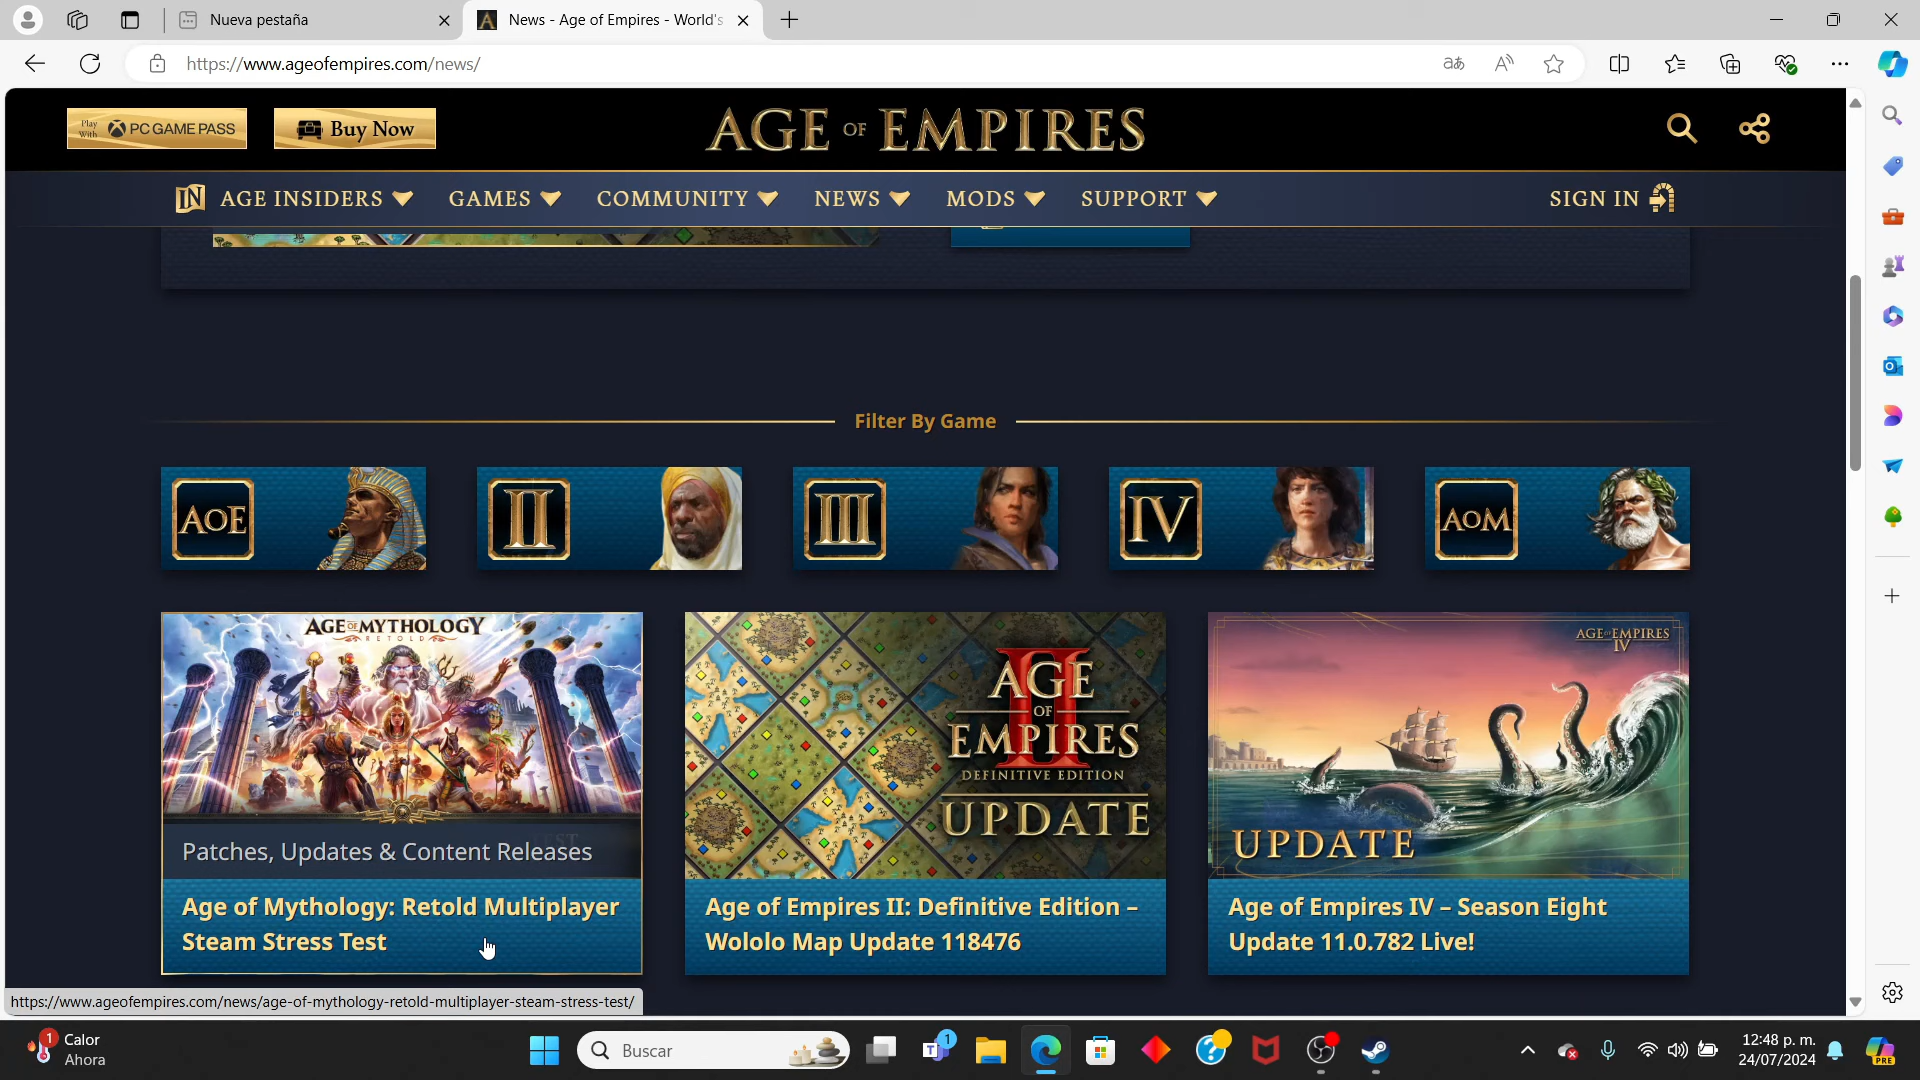 Nueva pestaña
News - Age of Empires - World's
https://www.ageofempires.com/news/
Play With XBOX PC GAME PASS
Buy Now
AGE OF EMPIRES
IN AGE INSIDERS
GAMES
COMMUNITY
NEWS
MODS
SUPPORT
SIGN IN
Filter By Game
AoE
II
III
IV
AoM
AGE OF MYTHOLOGY
RETOLD
Patches, Updates & Content Releases
Age of Mythology: Retold Multiplayer
Steam Stress Test
II
AGE
OF
EMPIRES
DEFINITIVE EDITION
UPDATE
Age of Empires II: Definitive Edition –
Wololo Map Update 118476
AGE OF EMPIRES
IV
UPDATE
Age of Empires IV – Season Eight
Update 11.0.782 Live!
https://www.ageofempires.com/news/age-of-mythology-retold-multiplayer-steam-stress-test/
1
Calor
Ahora
Buscar
1
12:48 p. m.
24/07/2024
PRE